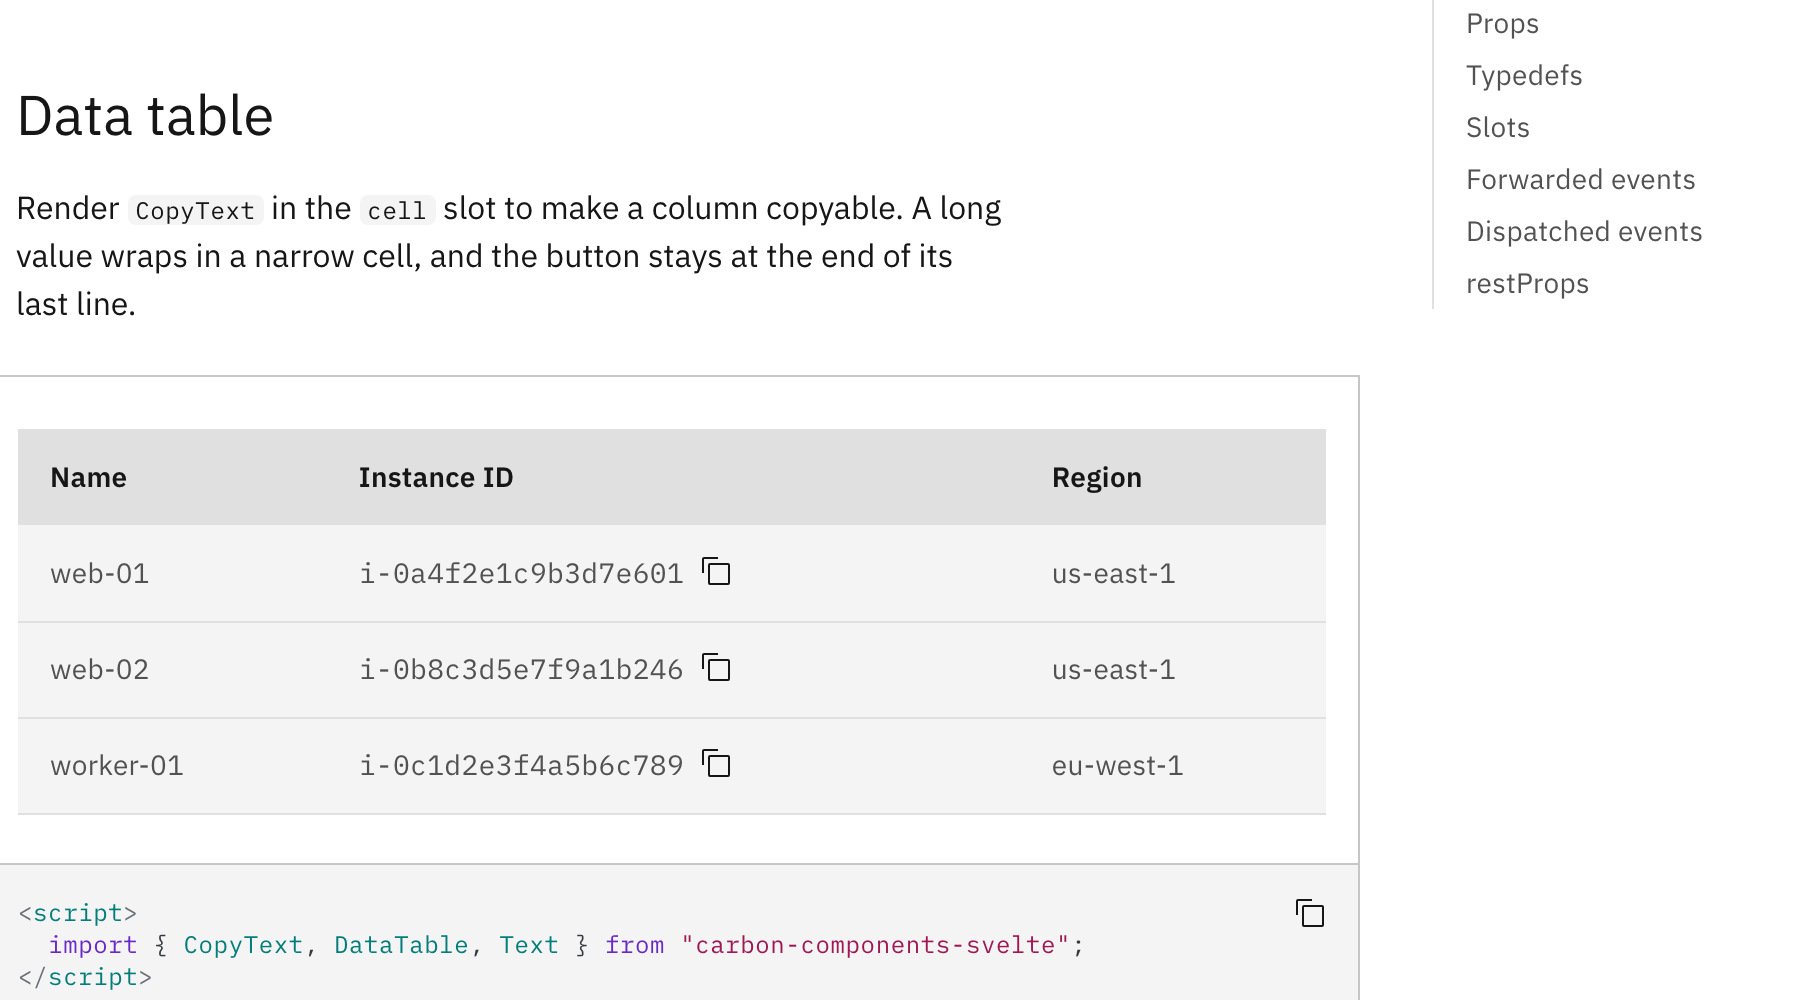 Props
Typedefs
Slots
Forwarded events
Dispatched events
restProps
Data table
Render CopyText in the cell slot to make a column copyable. A long
value wraps in a narrow cell, and the button stays at the end of its
last line.
Name Instance ID Region
web-01 i-0a4f2e1c9b3d7e601 us-east-1
web-02 i-0b8c3d5e7f9a1b246 us-east-1
worker-01 i-0c1d2e3f4a5b6c789 eu-west-1
<script>
  import { CopyText, DataTable, Text } from "carbon-components-svelte";
</script>